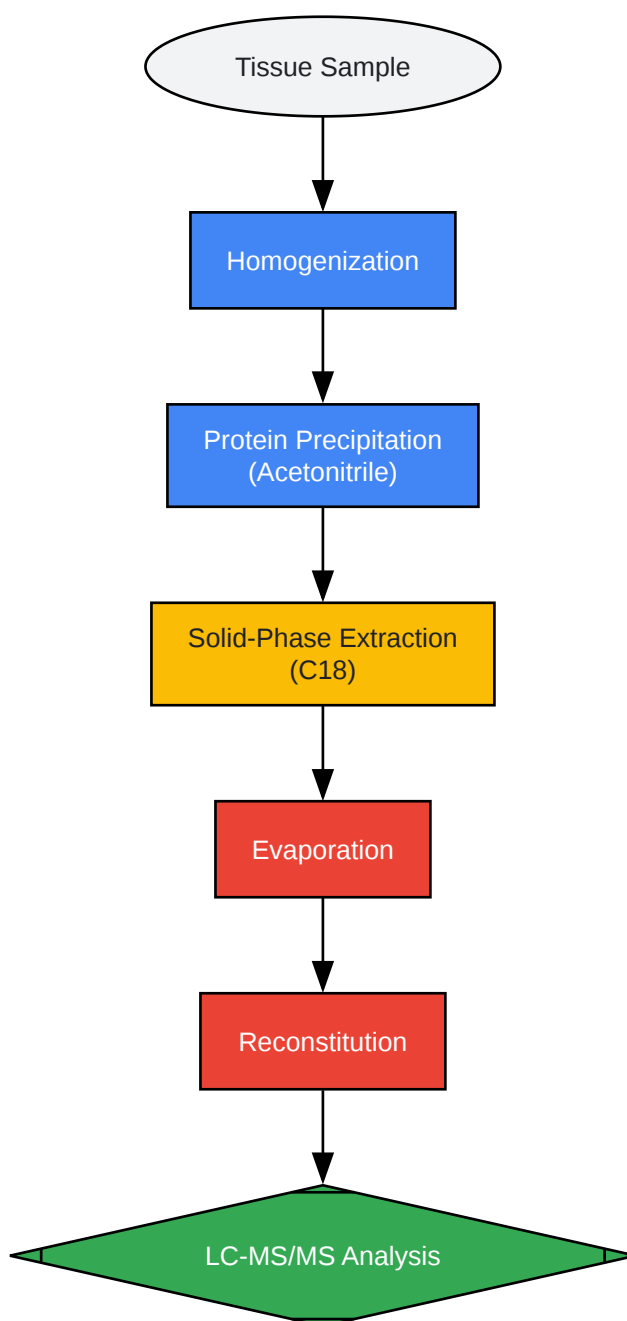 Tissue Sample
Homogenization
Protein Precipitation
(Acetonitrile)
Solid-Phase Extraction
(C18)
Evaporation
Reconstitution
LC-MS/MS Analysis